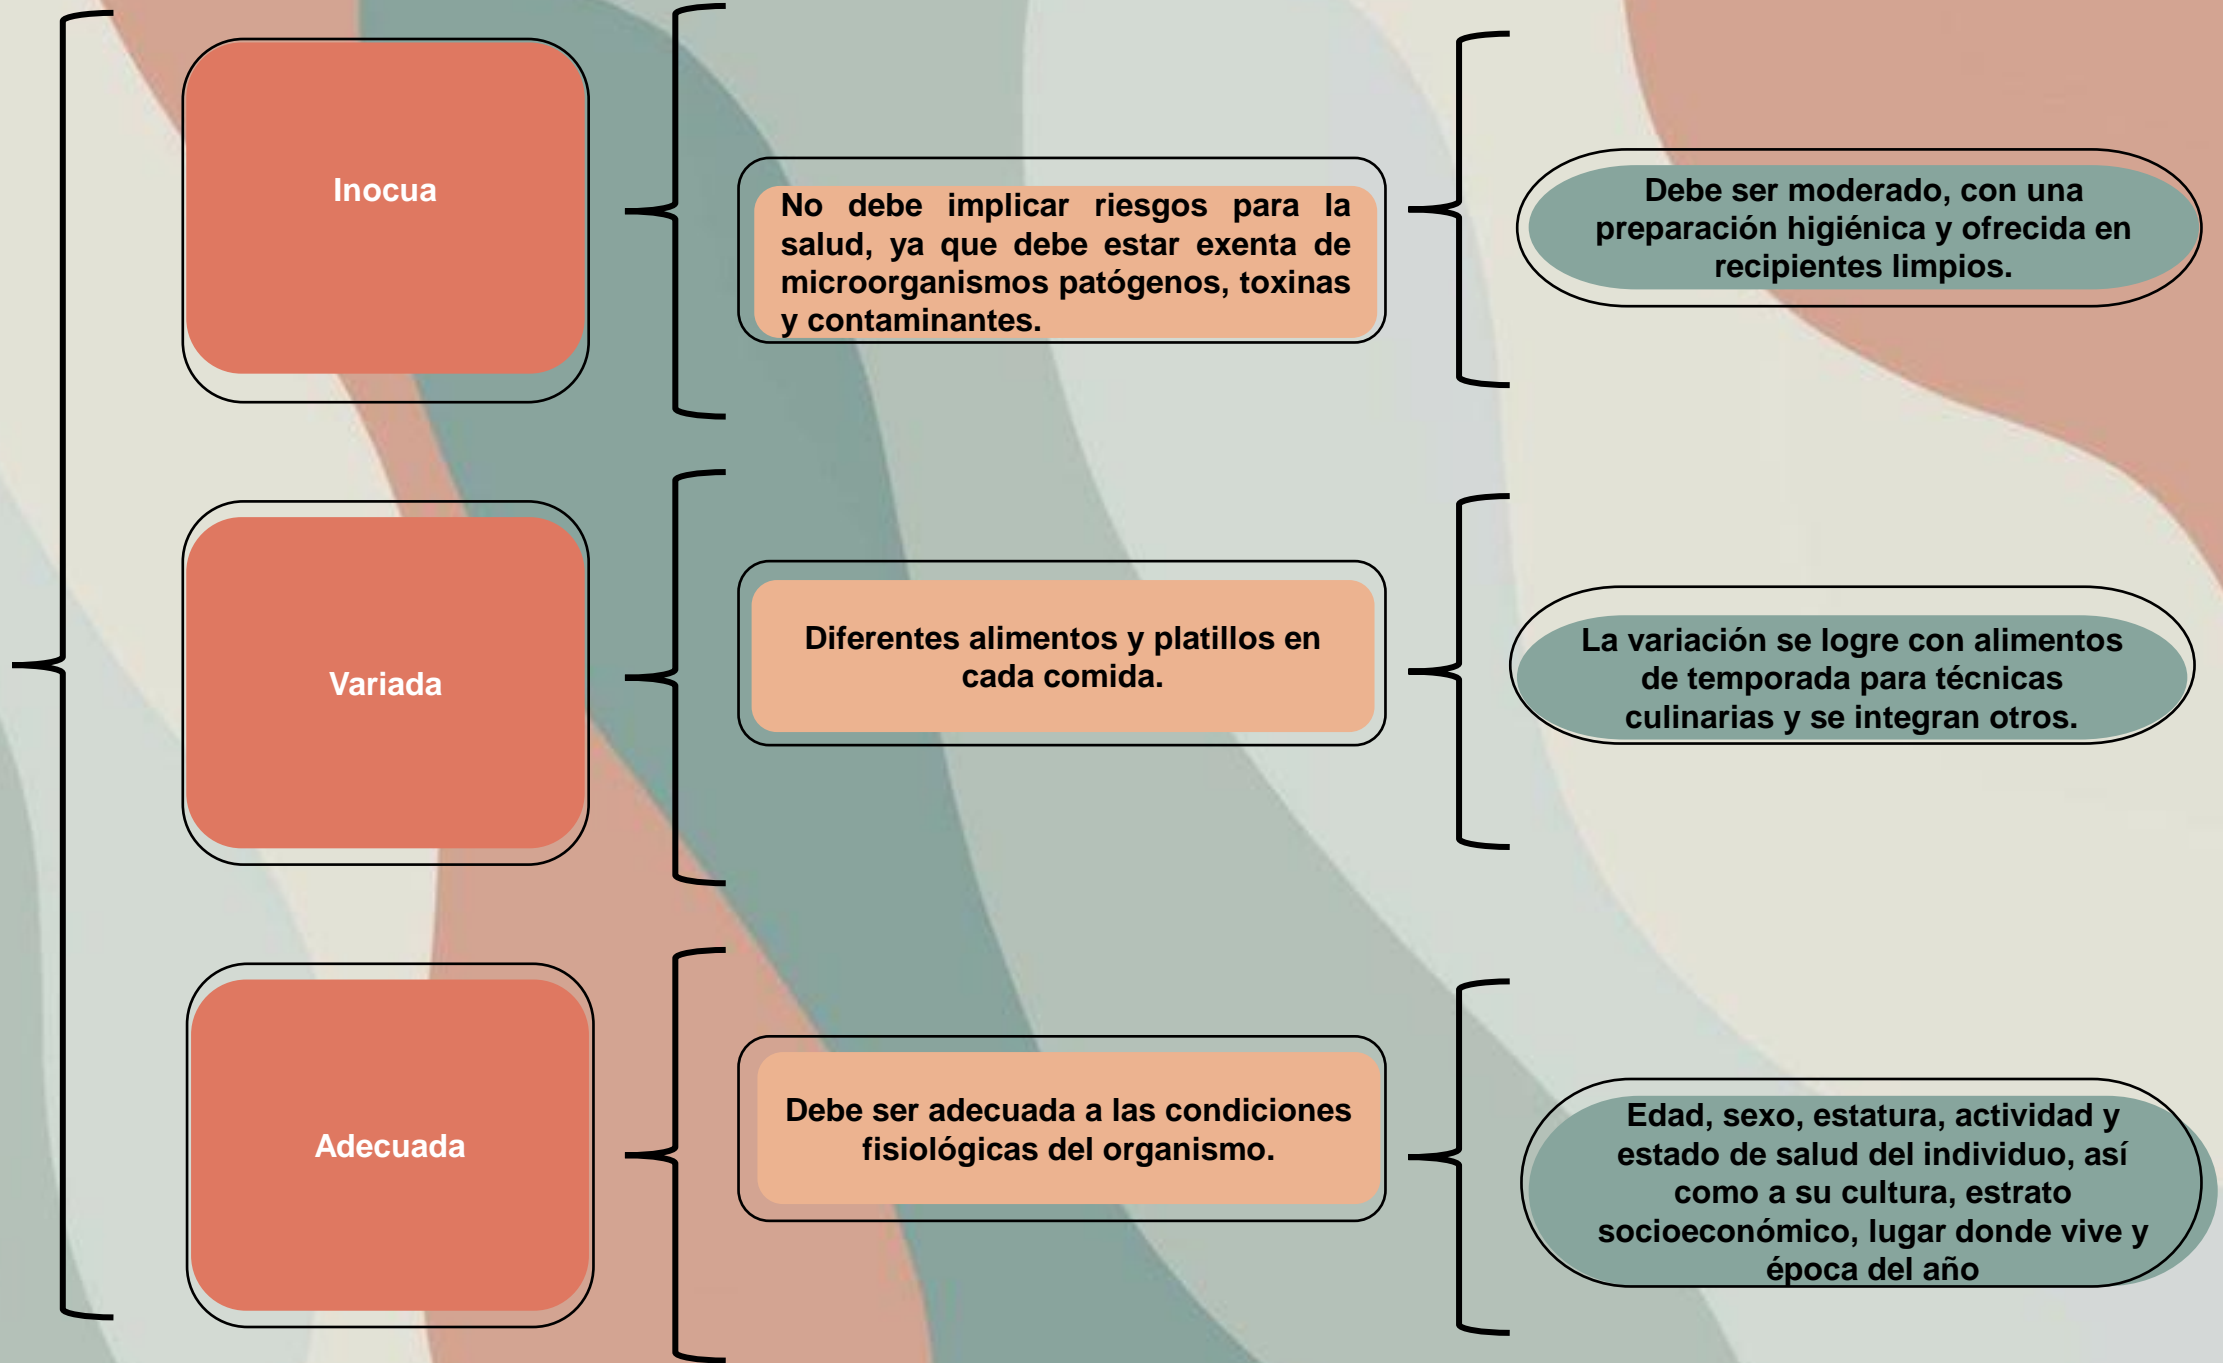 Inocua
No debe implicar riesgos para la
salud, ya que debe estar exenta de
microorganismos patógenos, toxinas
y contaminantes.
Debe ser moderado, con una
preparación higiénica y ofrecida en
recipientes limpios.
Variada
Diferentes alimentos y platillos en
cada comida.
La variación se logre con alimentos
de temporada para técnicas
culinarias y se integran otros.
Adecuada
Debe ser adecuada a las condiciones
fisiológicas del organismo.
Edad, sexo, estatura, actividad y
estado de salud del individuo, así
como a su cultura, estrato
socioeconómico, lugar donde vive y
época del año